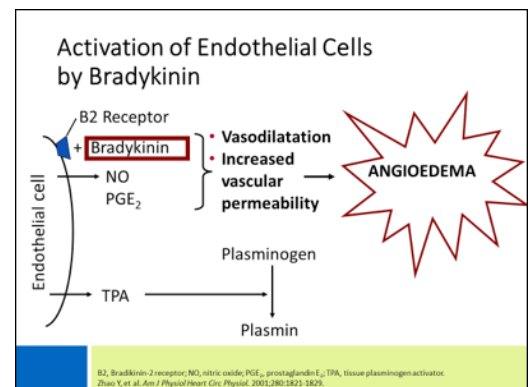 Activation of Endothelial Cells
by Bradykinin
B2 Receptor
+ Bradykinin
NO
PGE₂
• Vasodilatation
• Increased
vascular
permeability
ANGIOEDEMA
Endothelial cell
Plasminogen
TPA
Plasmin
B2, Bradikinin-2 receptor; NO, nitric oxide; PGE₂, prostaglandin E₂; TPA, tissue plasminogen activator.
Zhao Y, et al. Am J Physiol Heart Circ Physiol. 2001;280:1821-1829.